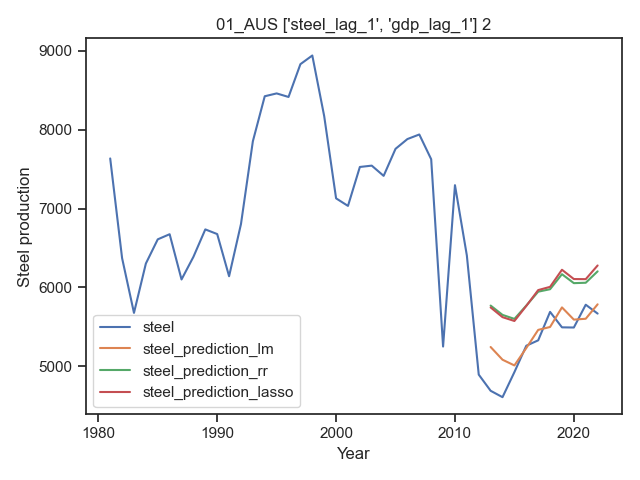 01_AUS ['steel_lag_1', 'gdp_lag_1'] 2
9000
8000
7000
6000
5000
Steel production
steel
steel_prediction_lm
steel_prediction_rr
steel_prediction_lasso
1980
1990
2000
2010
2020
Year